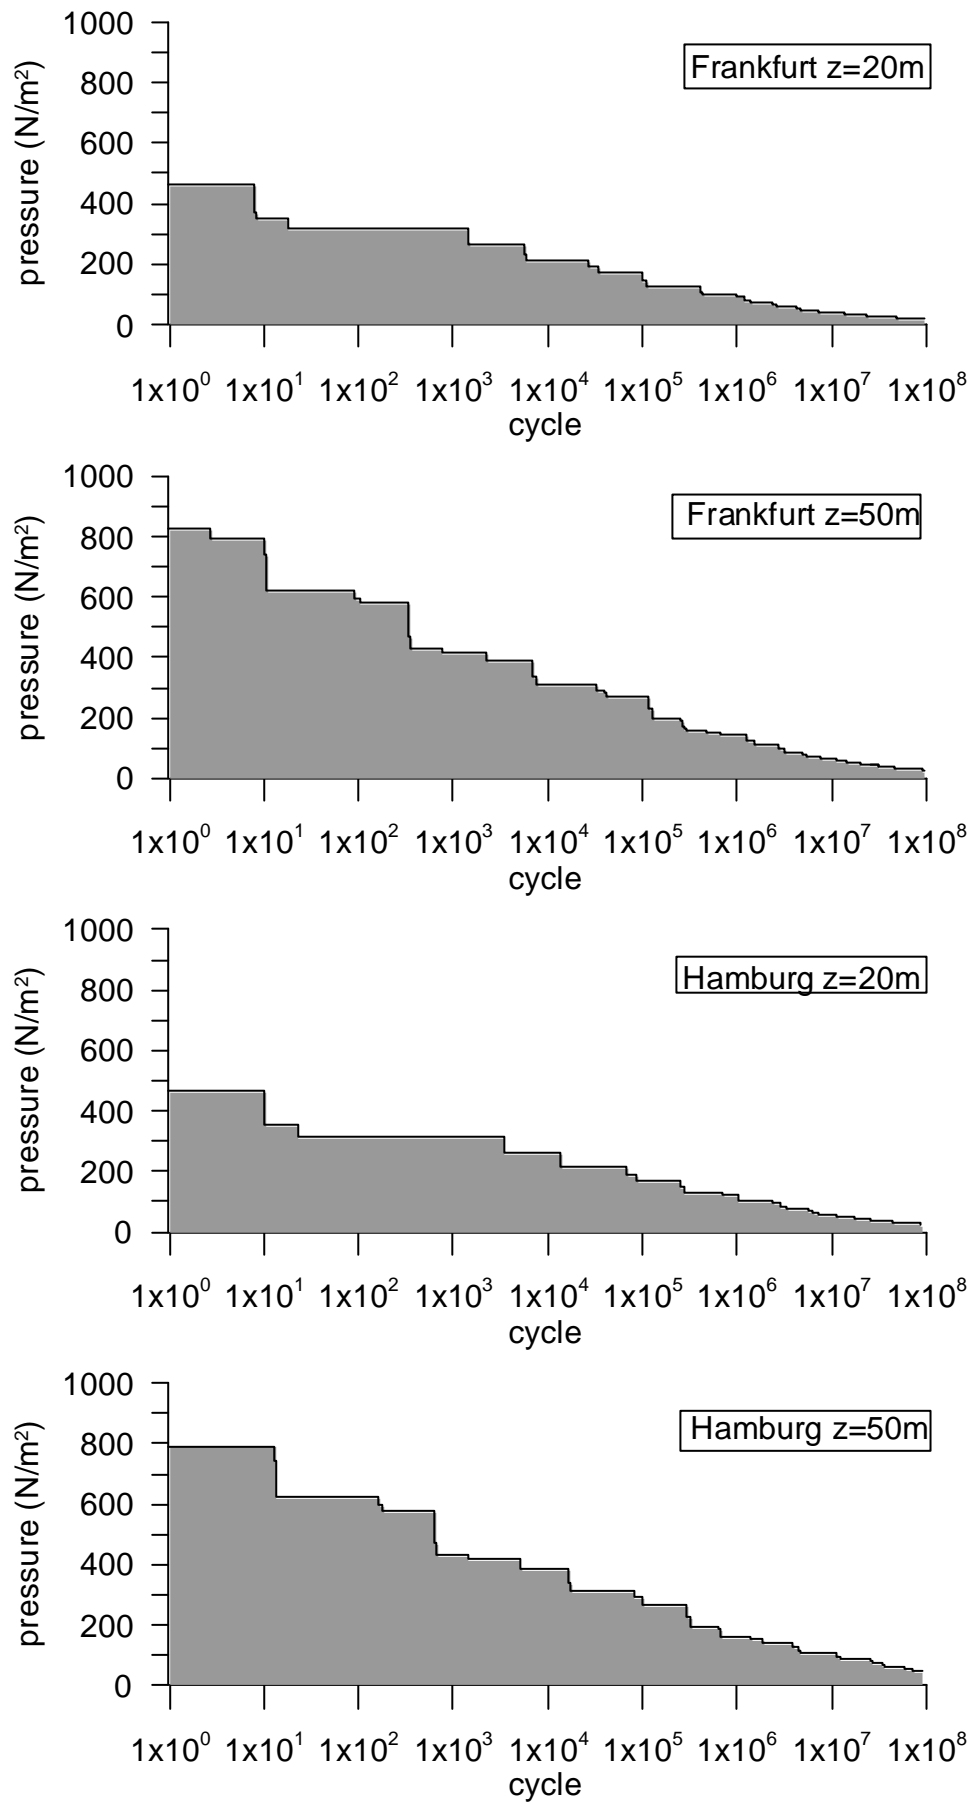 1000
Frankfurt z=20m
800
600
400
200
0
pressure (N/m²)
1x10⁰ 1x10¹ 1x10² 1x10³ 1x10⁴ 1x10⁵ 1x10⁶ 1x10⁷ 1x10⁸
cycle
1000
Frankfurt z=50m
800
600
400
200
0
pressure (N/m²)
1x10⁰ 1x10¹ 1x10² 1x10³ 1x10⁴ 1x10⁵ 1x10⁶ 1x10⁷ 1x10⁸
cycle
1000
Hamburg z=20m
800
600
400
200
0
pressure (N/m²)
1x10⁰ 1x10¹ 1x10² 1x10³ 1x10⁴ 1x10⁵ 1x10⁶ 1x10⁷ 1x10⁸
cycle
1000
Hamburg z=50m
800
600
400
200
0
pressure (N/m²)
1x10⁰ 1x10¹ 1x10² 1x10³ 1x10⁴ 1x10⁵ 1x10⁶ 1x10⁷ 1x10⁸
cycle